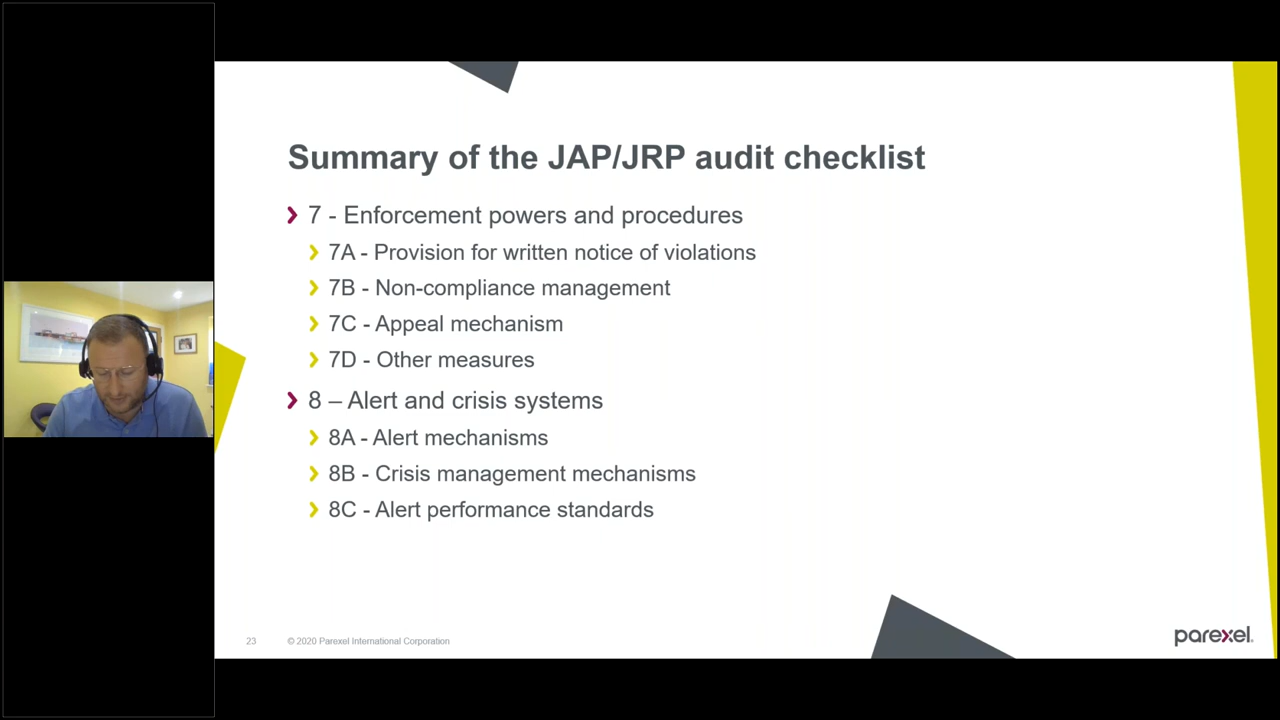 Summary of the JAP/JRP audit checklist
7 - Enforcement powers and procedures
7A - Provision for written notice of violations
7B - Non-compliance management
7C - Appeal mechanism
7D - Other measures
8 – Alert and crisis systems
8A - Alert mechanisms
8B - Crisis management mechanisms
8C - Alert performance standards
23 © 2020 Parexel International Corporation
parexel.